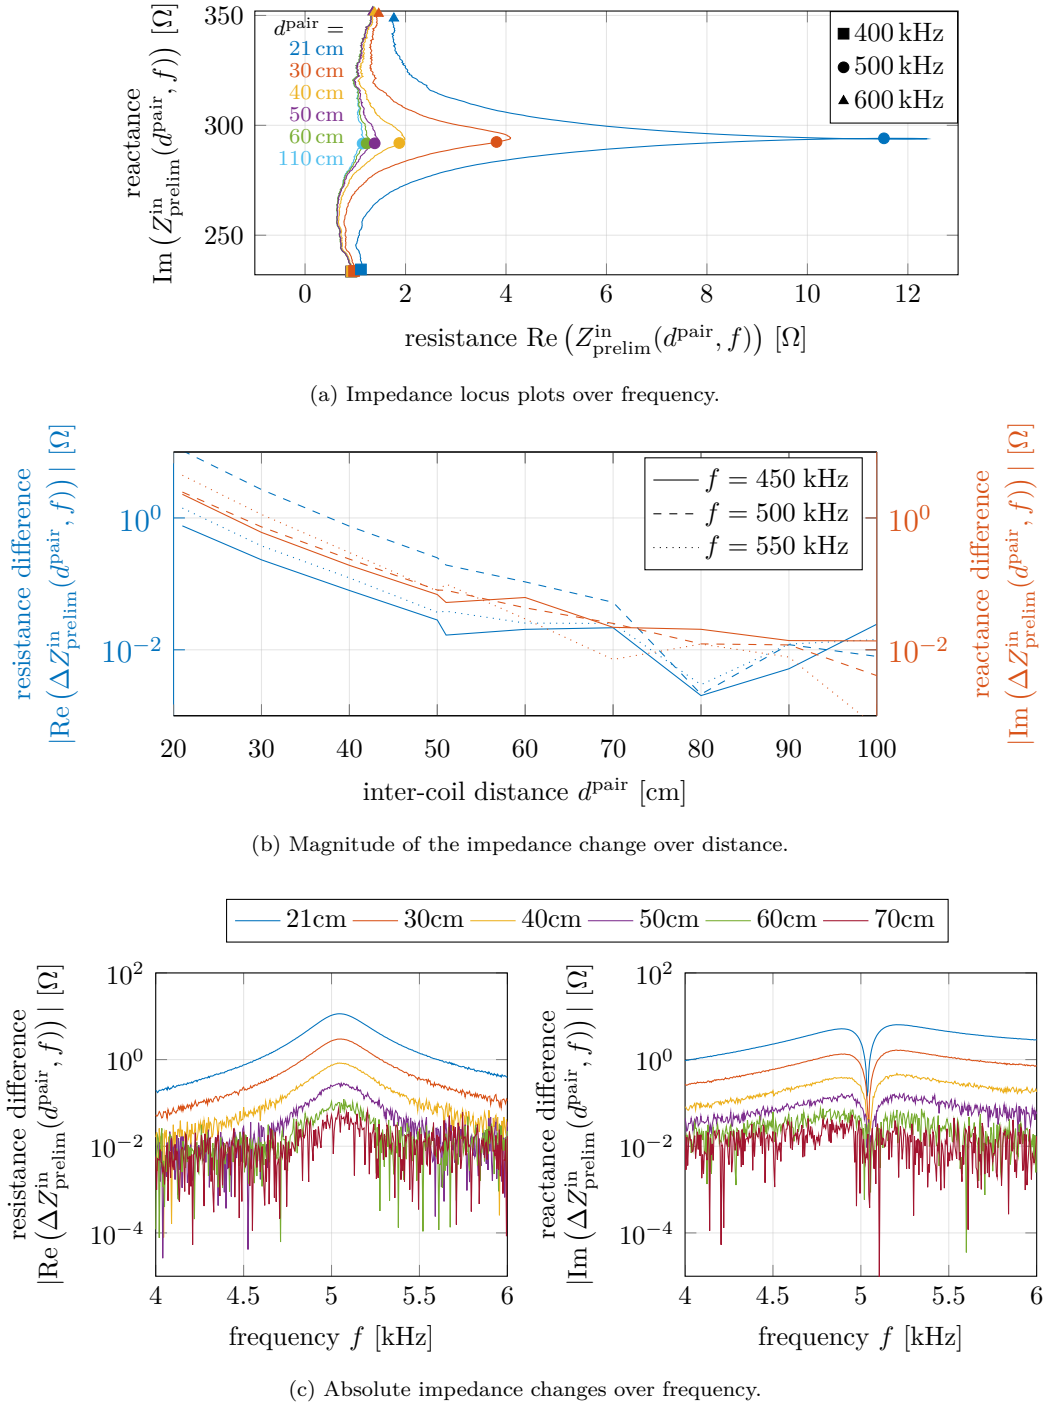 reactance
Im (Z^in_prelim(d^pair, f)) [Ω]
350
300
250
d^pair =
21 cm
30 cm
40 cm
50 cm
60 cm
110 cm
400 kHz
500 kHz
600 kHz
0 2 4 6 8 10 12
resistance Re (Z^in_prelim(d^pair, f)) [Ω]
(a) Impedance locus plots over frequency.
resistance difference
|Re (ΔZ^in_prelim(d^pair, f)) | [Ω]
10^0
10^−2
f = 450 kHz
f = 500 kHz
f = 550 kHz
10^0
10^−2
reactance difference
|Im (ΔZ^in_prelim(d^pair, f)) | [Ω]
20 30 40 50 60 70 80 90 100
inter-coil distance d^pair [cm]
(b) Magnitude of the impedance change over distance.
21cm 30cm 40cm 50cm 60cm 70cm
resistance difference
|Re (ΔZ^in_prelim(d^pair, f)) | [Ω]
10^2
10^0
10^−2
10^−4
4 4.5 5 5.5 6
frequency f [kHz]
reactance difference
|Im (ΔZ^in_prelim(d^pair, f)) | [Ω]
10^2
10^0
10^−2
10^−4
4 4.5 5 5.5 6
frequency f [kHz]
(c) Absolute impedance changes over frequency.